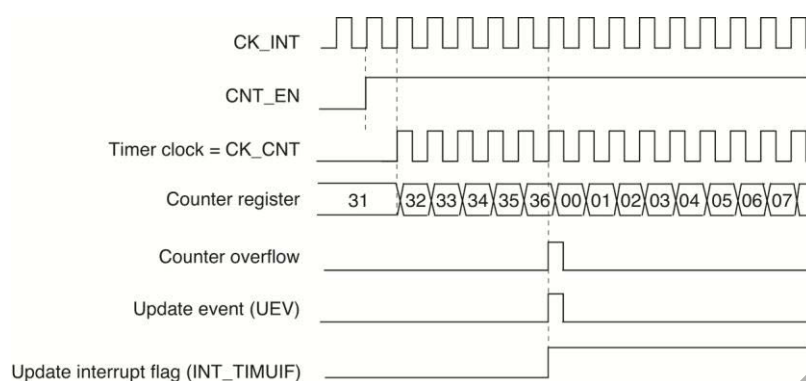 CK_INT
CNT_EN
Timer clock = CK_CNT
Counter register 31 32 33 34 35 36 00 01 02 03 04 05 06 07
Counter overflow
Update event (UEV)
Update interrupt flag (INT_TIMUIF)